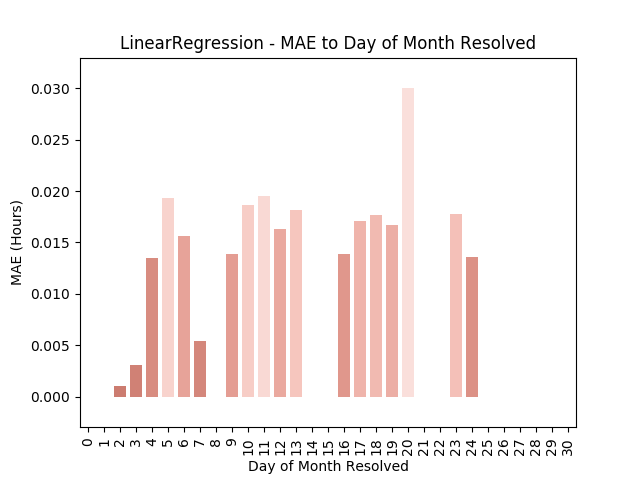 LinearRegression - MAE to Day of Month Resolved
MAE (Hours)
0.030
0.025
0.020
0.015
0.010
0.005
0.000
0 1 2 3 4 5 6 7 8 9 10 11 12 13 14 15 16 17 18 19 20 21 22 23 24 25 26 27 28 29 30
Day of Month Resolved